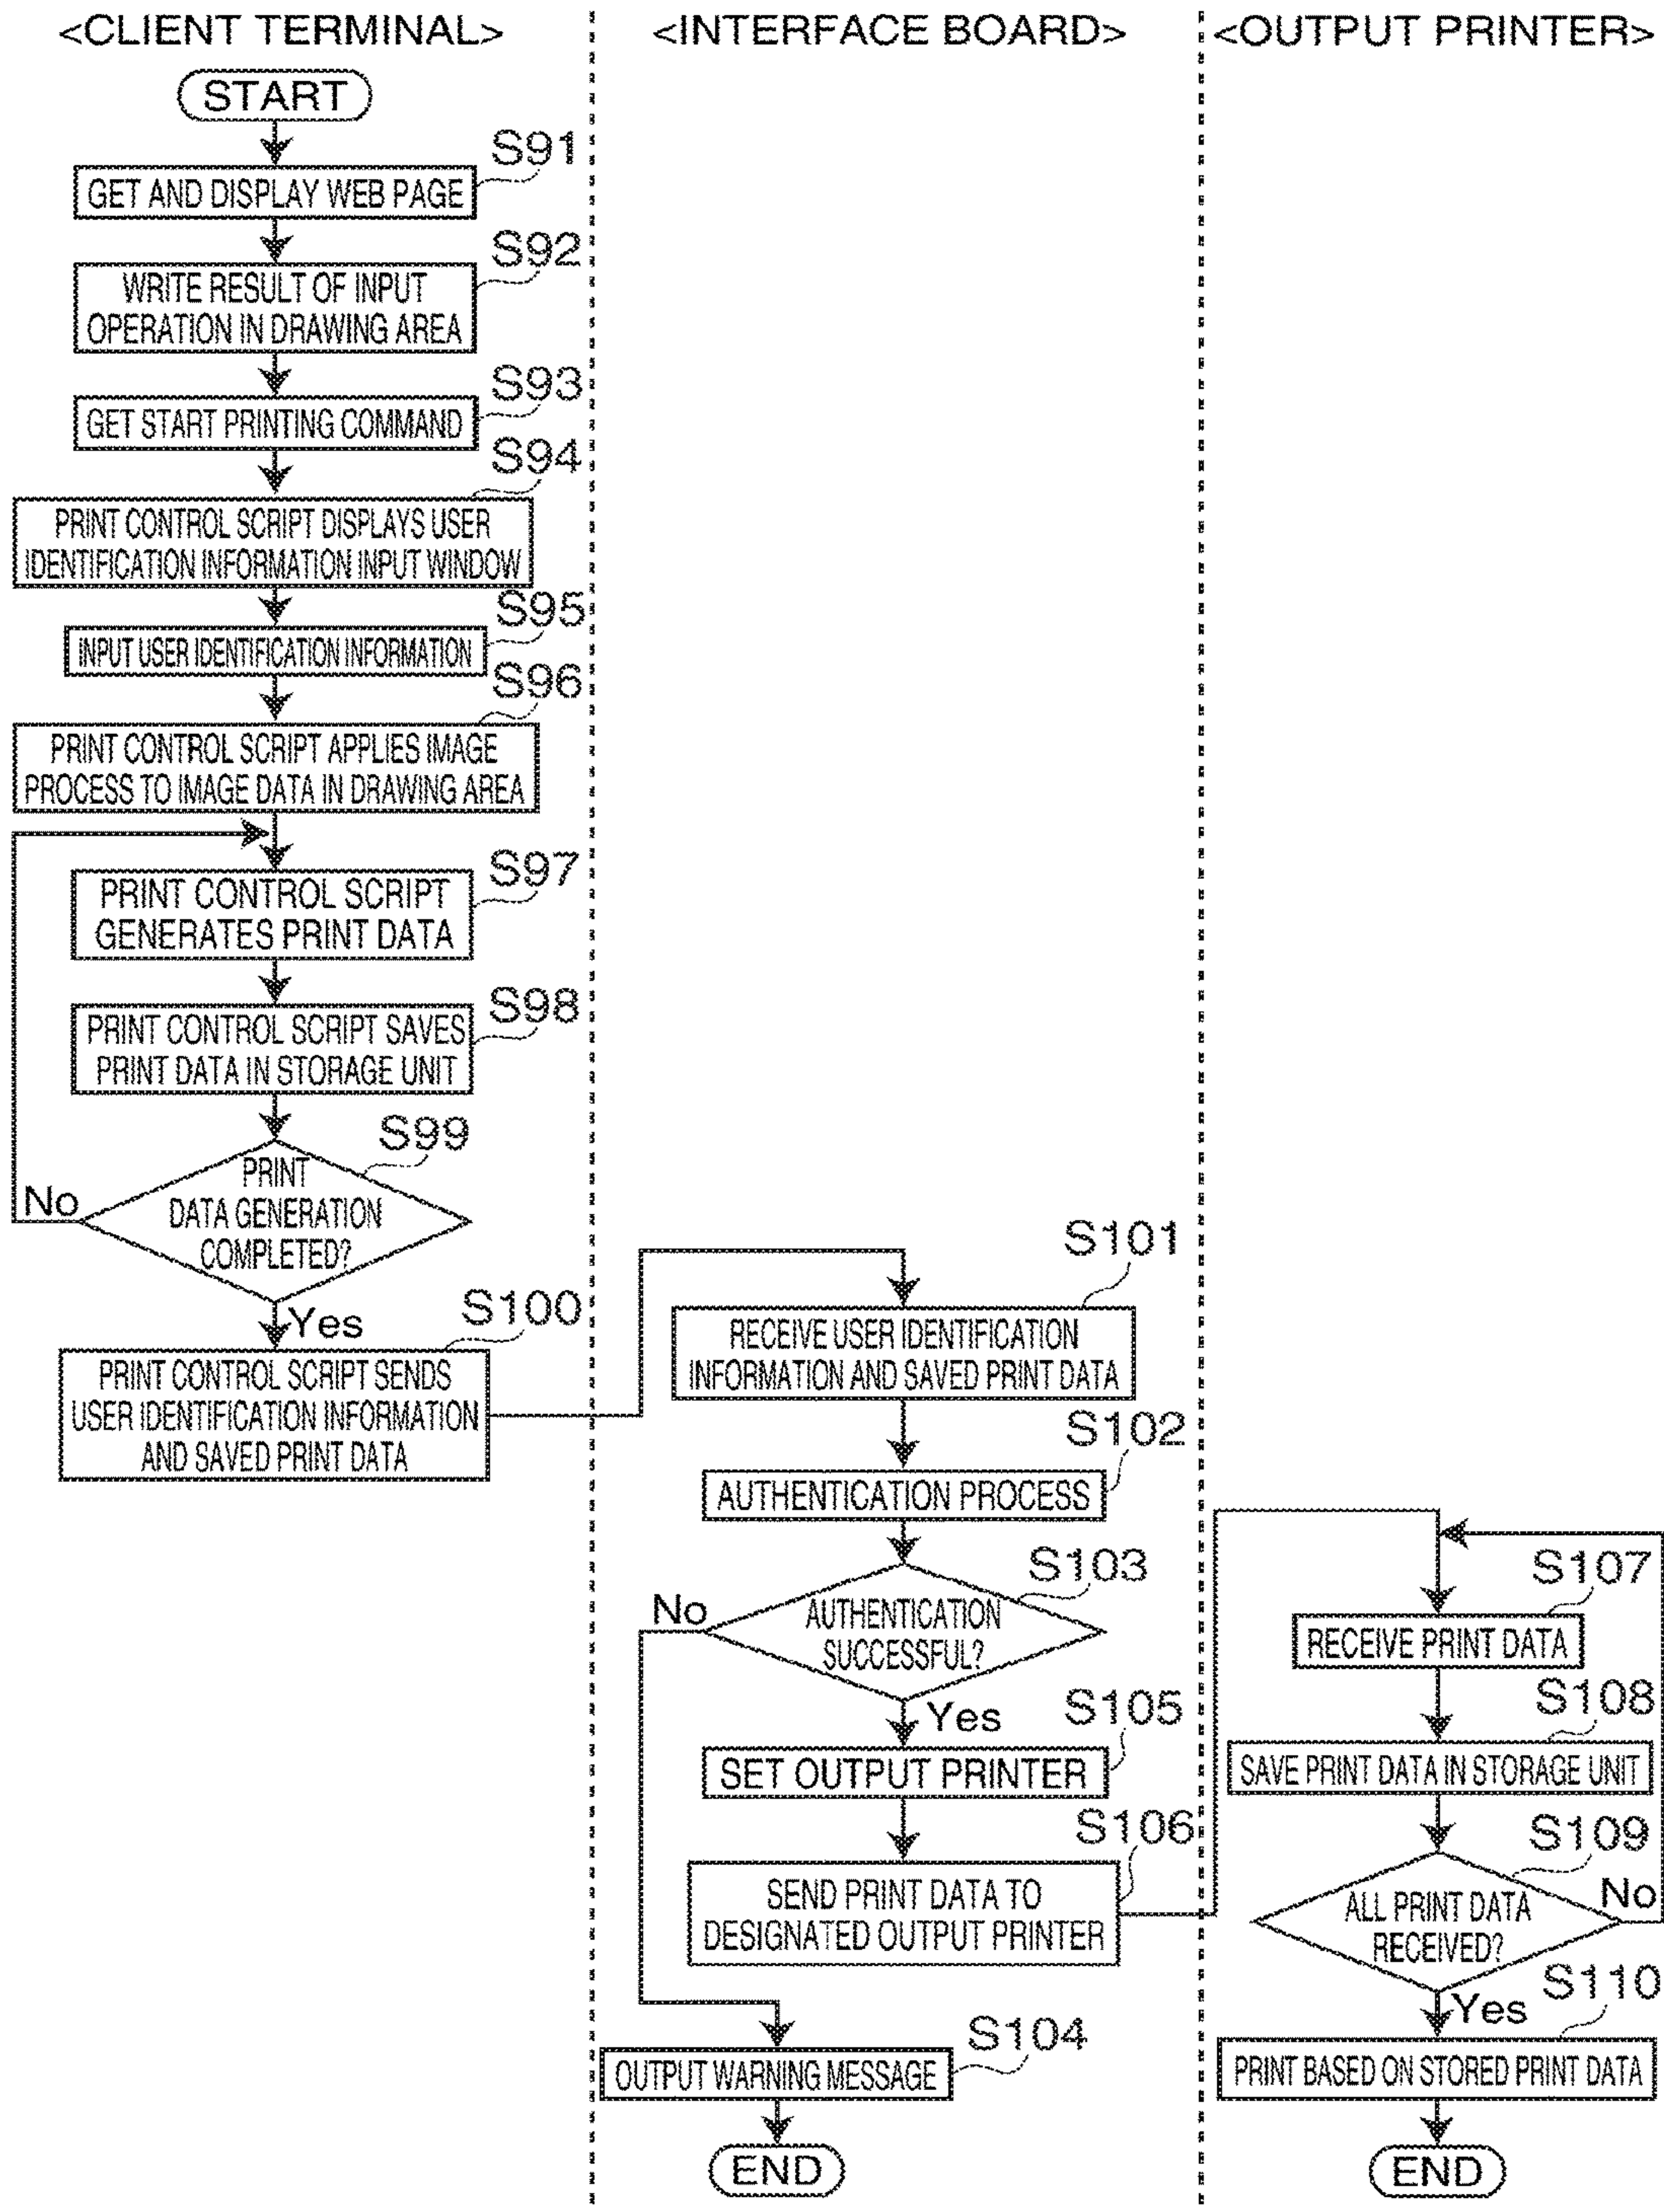 <CLIENT TERMINAL>
START
S91
GET AND DISPLAY WEB PAGE
S92
WRITE RESULT OF INPUT
OPERATION IN DRAWING AREA
S93
GET START PRINTING COMMAND
S94
PRINT CONTROL SCRIPT DISPLAYS USER
IDENTIFICATION INFORMATION INPUT WINDOW
S95
INPUT USER IDENTIFICATION INFORMATION
S96
PRINT CONTROL SCRIPT APPLIES IMAGE
PROCESS TO IMAGE DATA IN DRAWING AREA
S97
PRINT CONTROL SCRIPT
GENERATES PRINT DATA
S98
PRINT CONTROL SCRIPT SAVES
PRINT DATA IN STORAGE UNIT
S99
PRINT
DATA GENERATION
COMPLETED?
No
Yes
S100
PRINT CONTROL SCRIPT SENDS
USER IDENTIFICATION INFORMATION
AND SAVED PRINT DATA
<INTERFACE BOARD>
S101
RECEIVE USER IDENTIFICATION
INFORMATION AND SAVED PRINT DATA
S102
AUTHENTICATION PROCESS
S103
AUTHENTICATION
SUCCESSFUL?
No
Yes
S105
SET OUTPUT PRINTER
S106
SEND PRINT DATA TO
DESIGNATED OUTPUT PRINTER
S104
OUTPUT WARNING MESSAGE
END
<OUTPUT PRINTER>
S107
RECEIVE PRINT DATA
S108
SAVE PRINT DATA IN STORAGE UNIT
S109
ALL PRINT DATA
RECEIVED?
No
Yes
S110
PRINT BASED ON STORED PRINT DATA
END